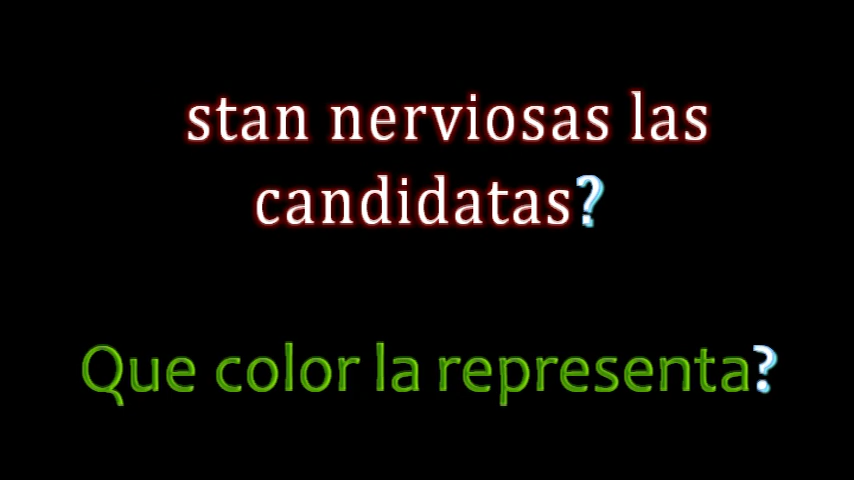 stan nerviosas las
candidatas?
Que color la representa?